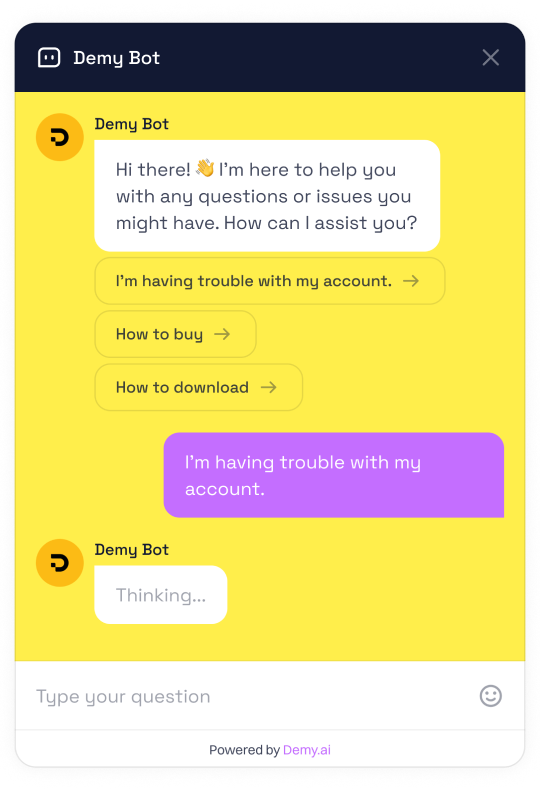 Demy Bot
Demy Bot
Hi there! 👋 I'm here to help you
with any questions or issues you
might have. How can I assist you?
I'm having trouble with my account. →
How to buy →
How to download →
I'm having trouble with my
account.
Demy Bot
Thinking...
Type your question
Powered by Demy.ai